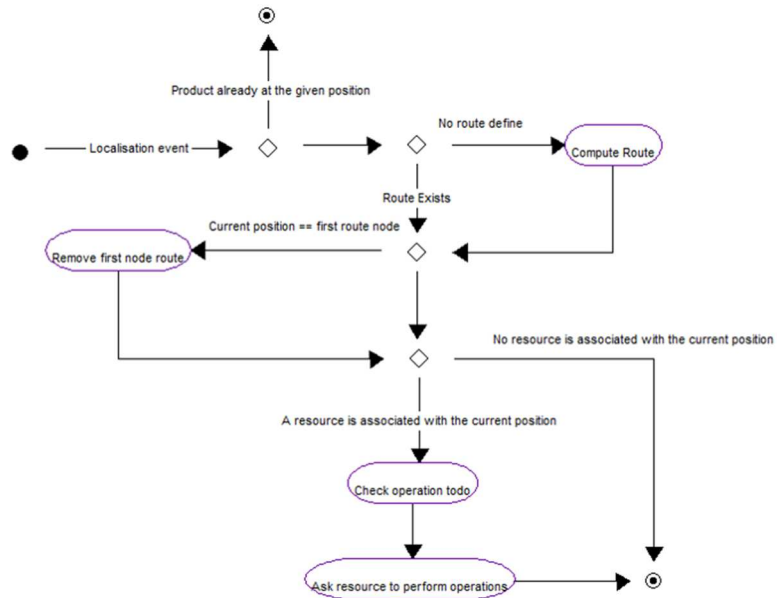 Product already at the given position
No route define
Localisation event
Compute Route
Route Exists
Current position == first route node
Remove first node route
No resource is associated with the current position
A resource is associated with the current position
Check operation todo
Ask resource to perform operations